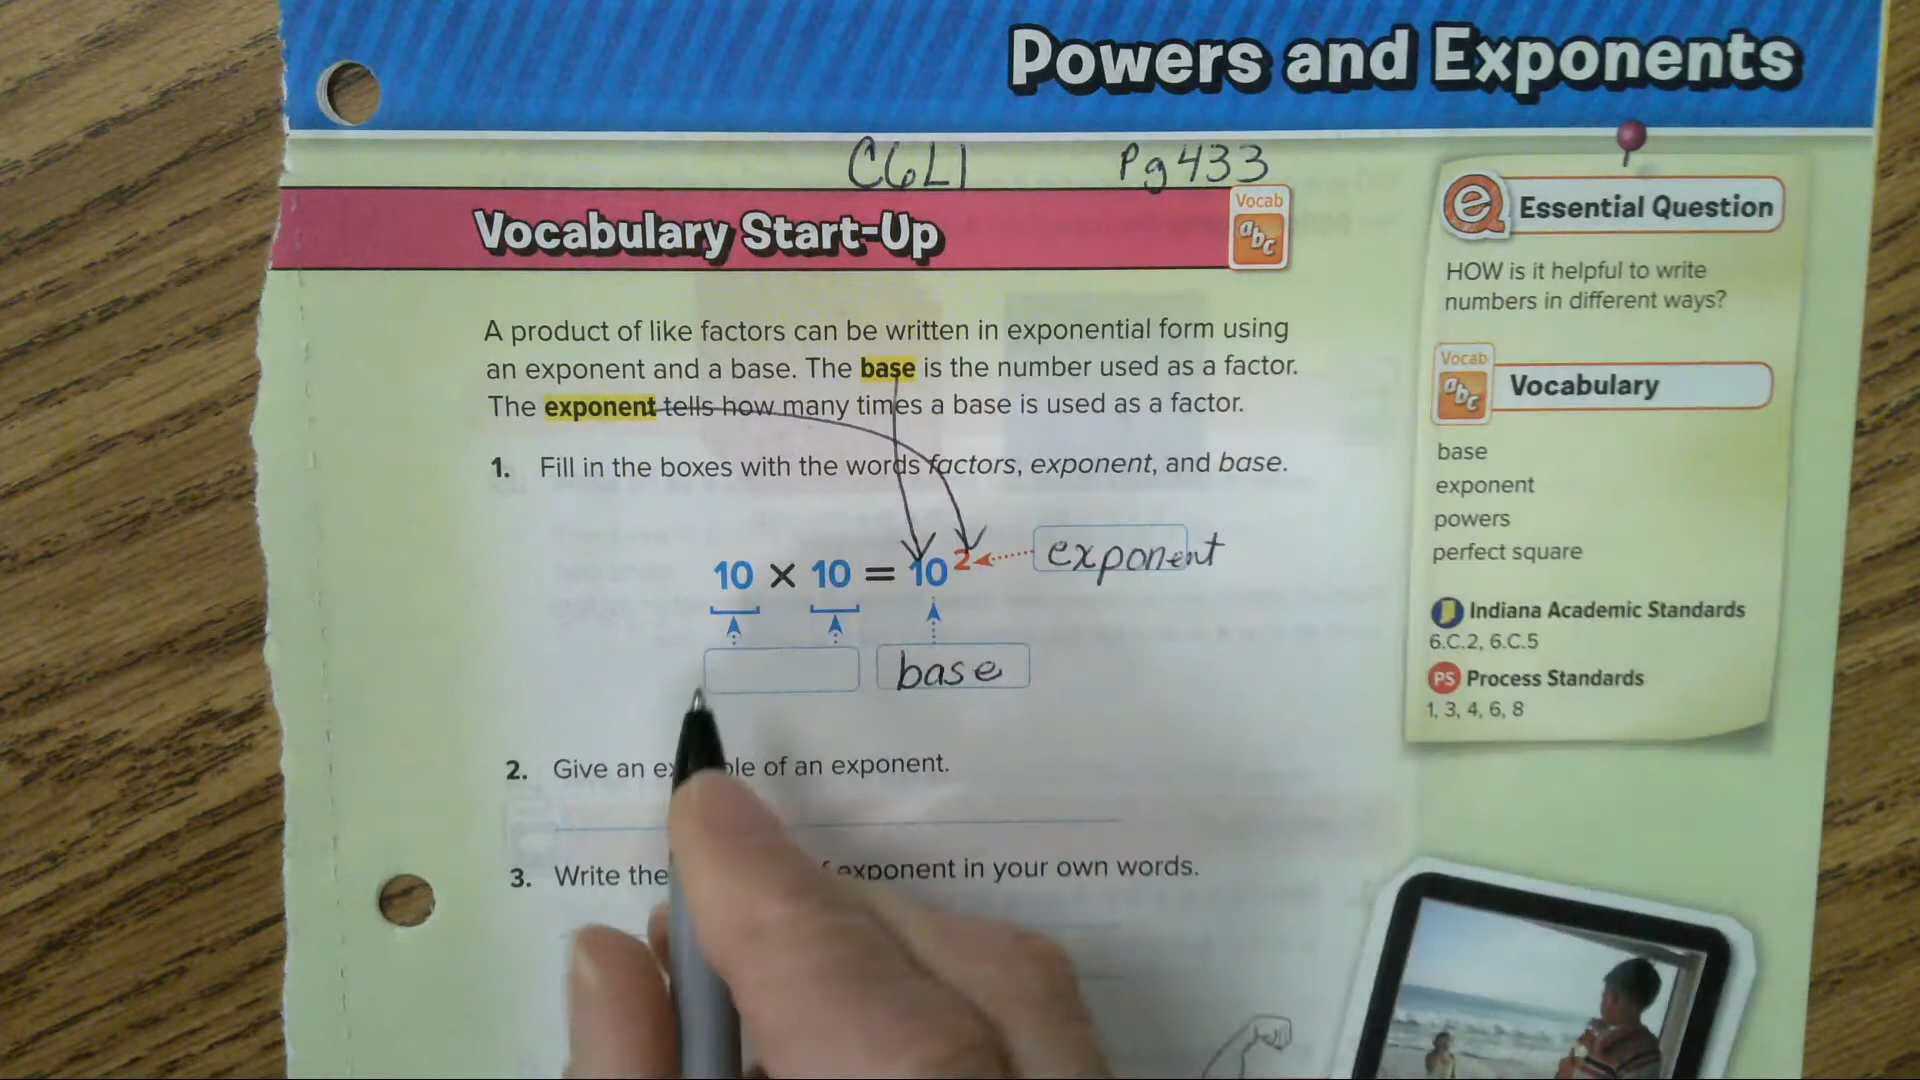 Powers and Exponents
C6L1 Pg 433
Vocabulary Start-Up
Vocab
abc
A product of like factors can be written in exponential form using
an exponent and a base. The base is the number used as a factor.
The exponent tells how many times a base is used as a factor.
1. Fill in the boxes with the words factors, exponent, and base.
10 × 10 = 10² exponent
base
2. Give an ex le of an exponent.
3. Write the exponent in your own words.
eQ Essential Question
HOW is it helpful to write
numbers in different ways?
Vocab
abc Vocabulary
base
exponent
powers
perfect square
Indiana Academic Standards
6.C.2, 6.C.5
PS Process Standards
1, 3, 4, 6, 8